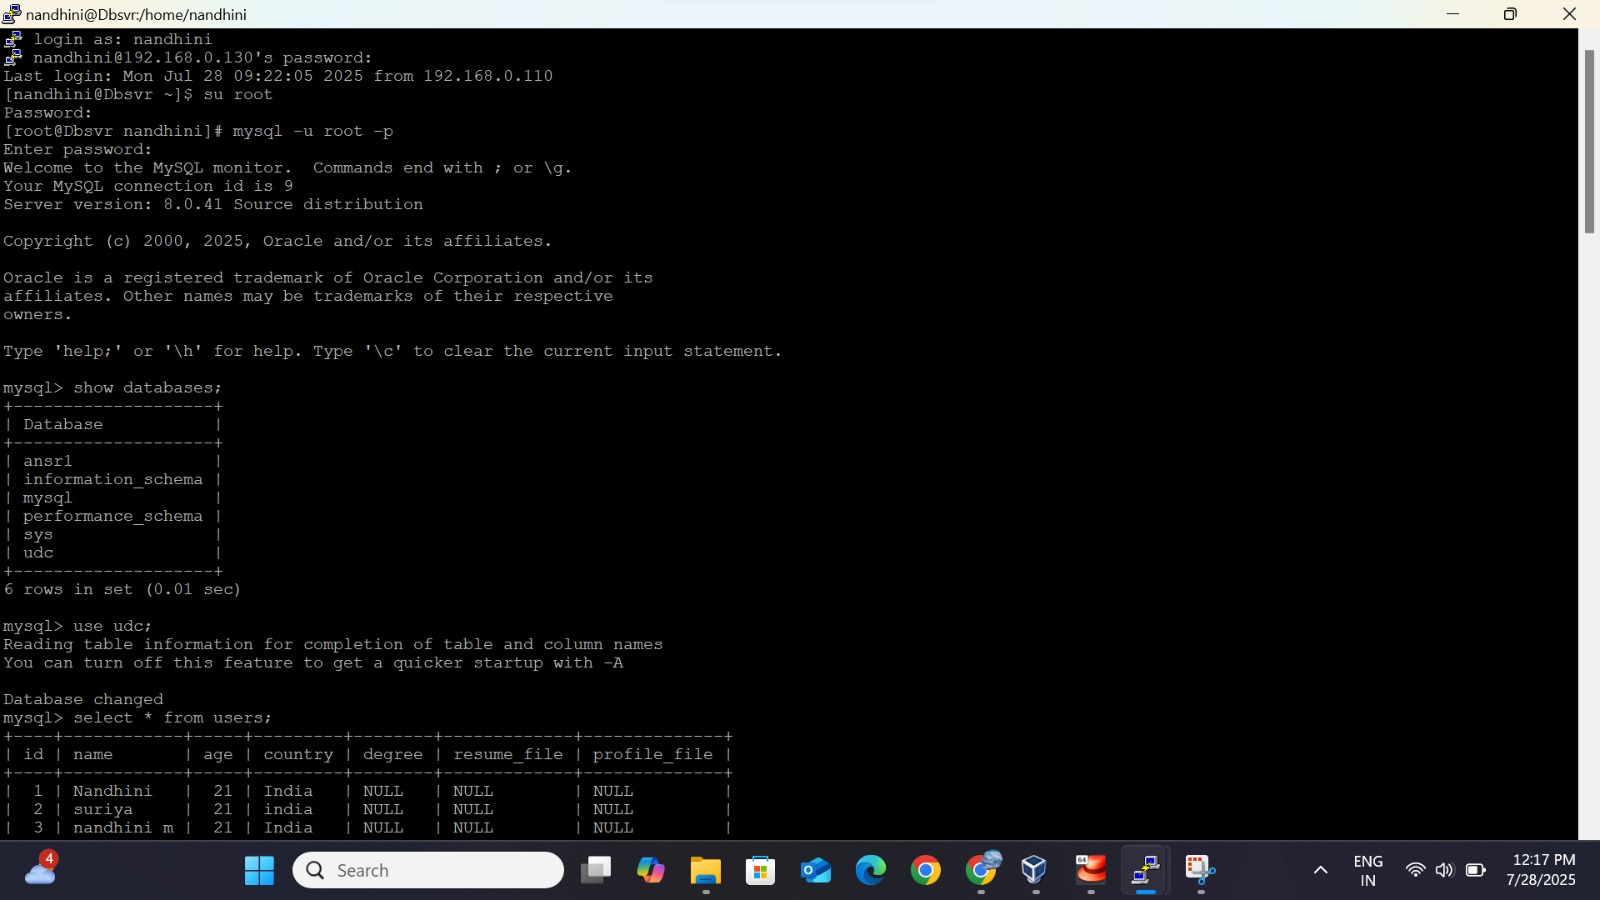 nandhini@Dbsvr:/home/nandhini
login as: nandhini
nandhini@192.168.0.130's password:
Last login: Mon Jul 28 09:22:05 2025 from 192.168.0.110
[nandhini@Dbsvr ~]$ su root
Password:
[root@Dbsvr nandhini]# mysql -u root -p
Enter password:
Welcome to the MySQL monitor.  Commands end with ; or \g.
Your MySQL connection id is 9
Server version: 8.0.41 Source distribution
Copyright (c) 2000, 2025, Oracle and/or its affiliates.
Oracle is a registered trademark of Oracle Corporation and/or its
affiliates. Other names may be trademarks of their respective
owners.
Type 'help;' or '\h' for help. Type '\c' to clear the current input statement.
mysql> show databases;
+--------------------+
| Database           |
+--------------------+
| ansr1              |
| information_schema |
| mysql              |
| performance_schema |
| sys                |
| udc                |
+--------------------+
6 rows in set (0.01 sec)
mysql> use udc;
Reading table information for completion of table and column names
You can turn off this feature to get a quicker startup with -A
Database changed
mysql> select * from users;
+----+------------+-----+---------+--------+-------------+--------------+
| id | name       | age | country | degree | resume_file | profile_file |
+----+------------+-----+---------+--------+-------------+--------------+
|  1 | Nandhini   |  21 | India   | NULL   | NULL        | NULL         |
|  2 | suriya     |  21 | india   | NULL   | NULL        | NULL         |
|  3 | nandhini m |  21 | India   | NULL   | NULL        | NULL         |
4
Search
64
ENG
IN
12:17 PM
7/28/2025